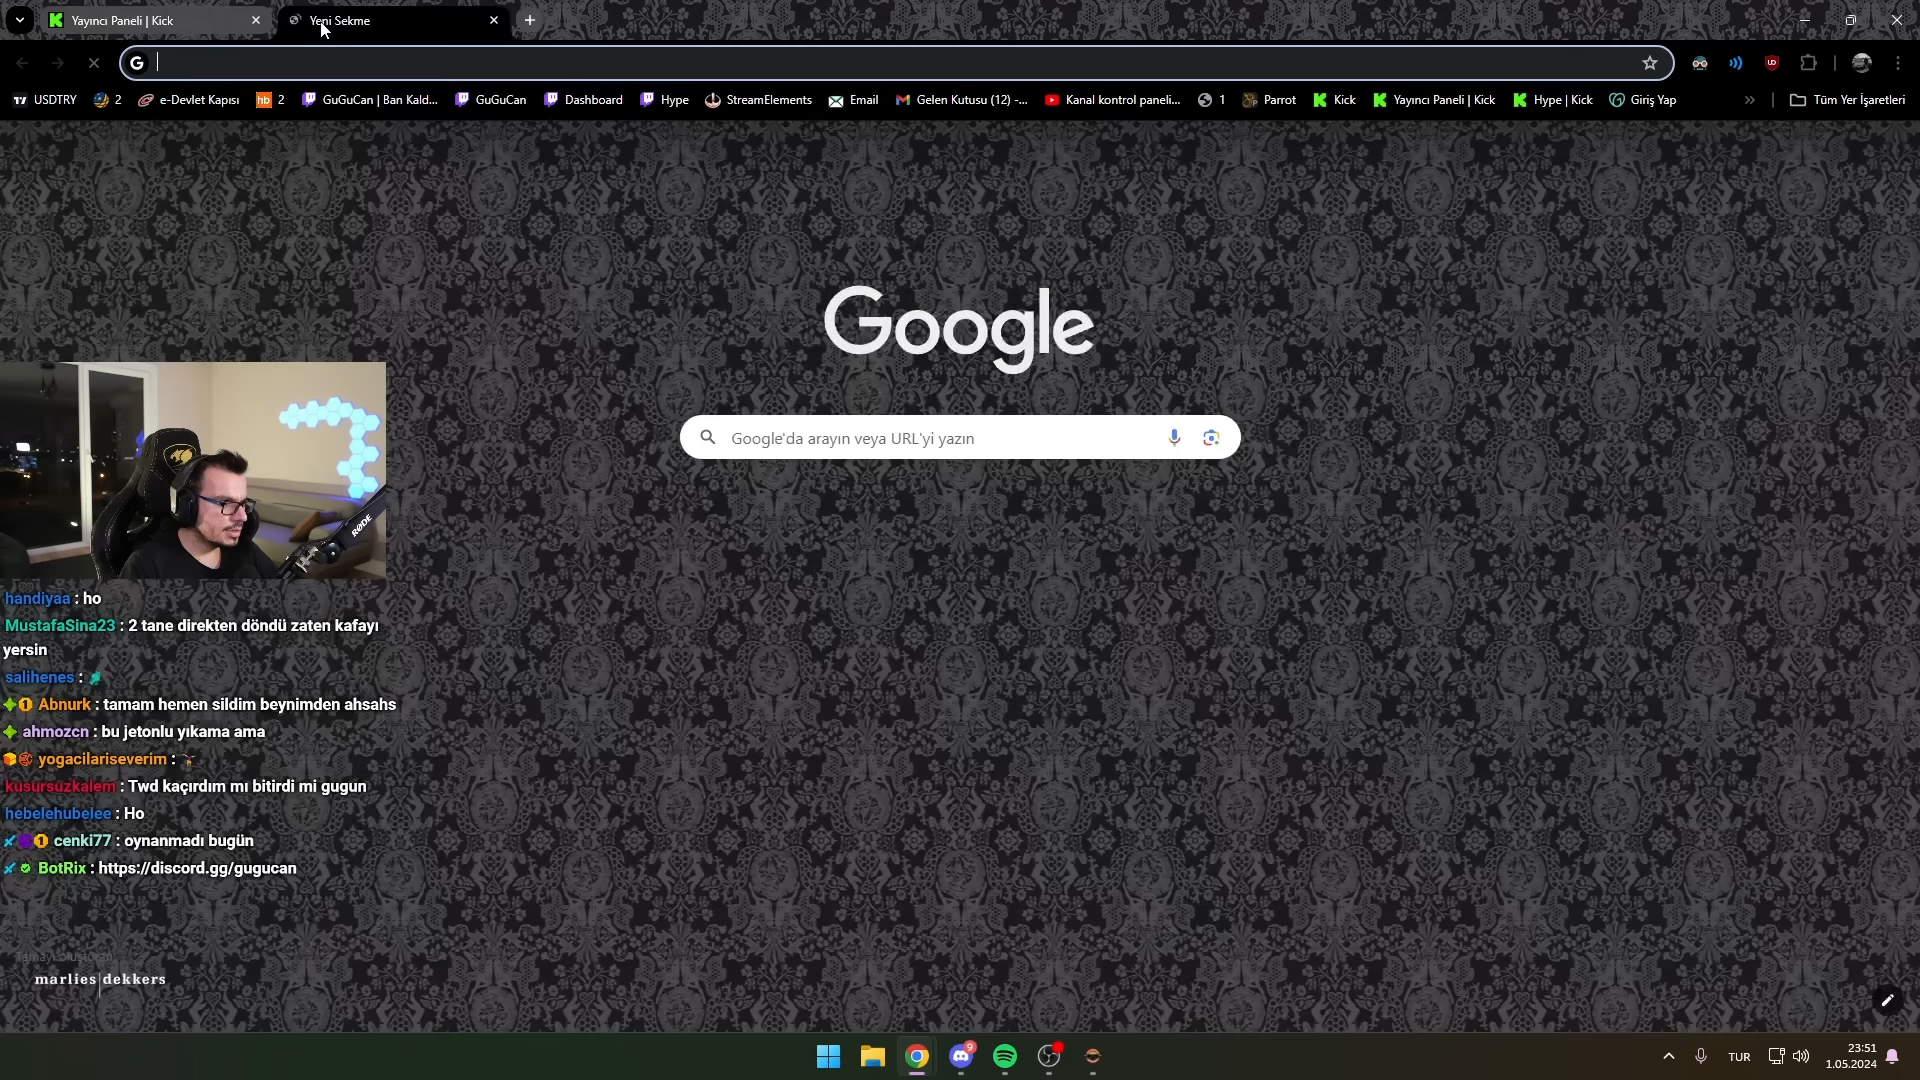 Yayıncı Paneli | Kick
Yeni Sekme
USDTRY
2
e-Devlet Kapısı
2
GuGuCan | Ban Kald...
GuGuCan
Dashboard
Hype
StreamElements
Email
Gelen Kutusu (12) -...
Kanal kontrol paneli...
1
Parrot
Kick
Yayıncı Paneli | Kick
Hype | Kick
Giriş Yap
Tüm Yer İşaretleri
Google
Google'da arayın veya URL'yi yazın
RØDE
handiyaa : ho
MustafaSina23 : 2 tane direkten döndü zaten kafayı
yersin
salihenes :
Abnurk : tamam hemen sildim beynimden ahsahs
ahmozcn : bu jetonlu yıkama ama
yogacilariseverim :
kusursuzkalem : Twd kaçırdım mı bitirdi mi gugun
hebelehubelee : Ho
cenki77 : oynanmadı bugün
BotRix : https://discord.gg/gugucan
Temayı oluşturan
marlies dekkers
9
TUR
23:51
1.05.2024